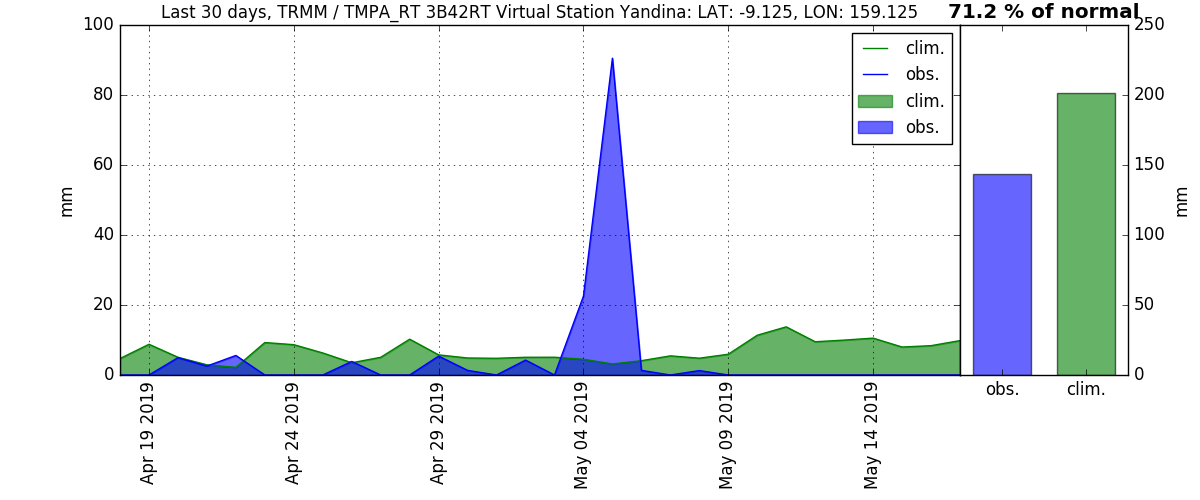 Last 30 days, TRMM / TMPA_RT 3B42RT Virtual Station Yandina: LAT: -9.125, LON: 159.125
71.2 % of normal
100
80
60
40
20
0
mm
clim.
obs.
clim.
obs.
Apr 19 2019
Apr 24 2019
Apr 29 2019
May 04 2019
May 09 2019
May 14 2019
250
200
150
100
50
0
mm
obs.
clim.